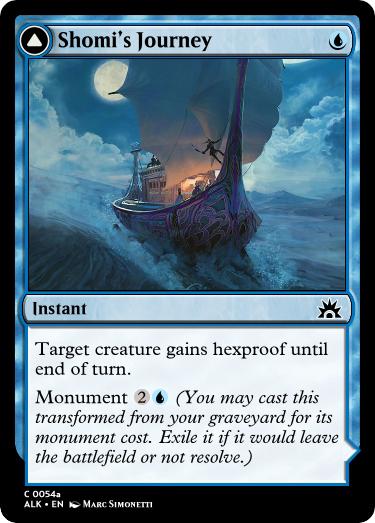 Shomi's Journey
Instant
Target creature gains hexproof until
end of turn.
Monument 2 (You may cast this
transformed from your graveyard for its
monument cost. Exile it if it would leave
the battlefield or not resolve.)
C 0054a
ALK • EN Marc Simonetti